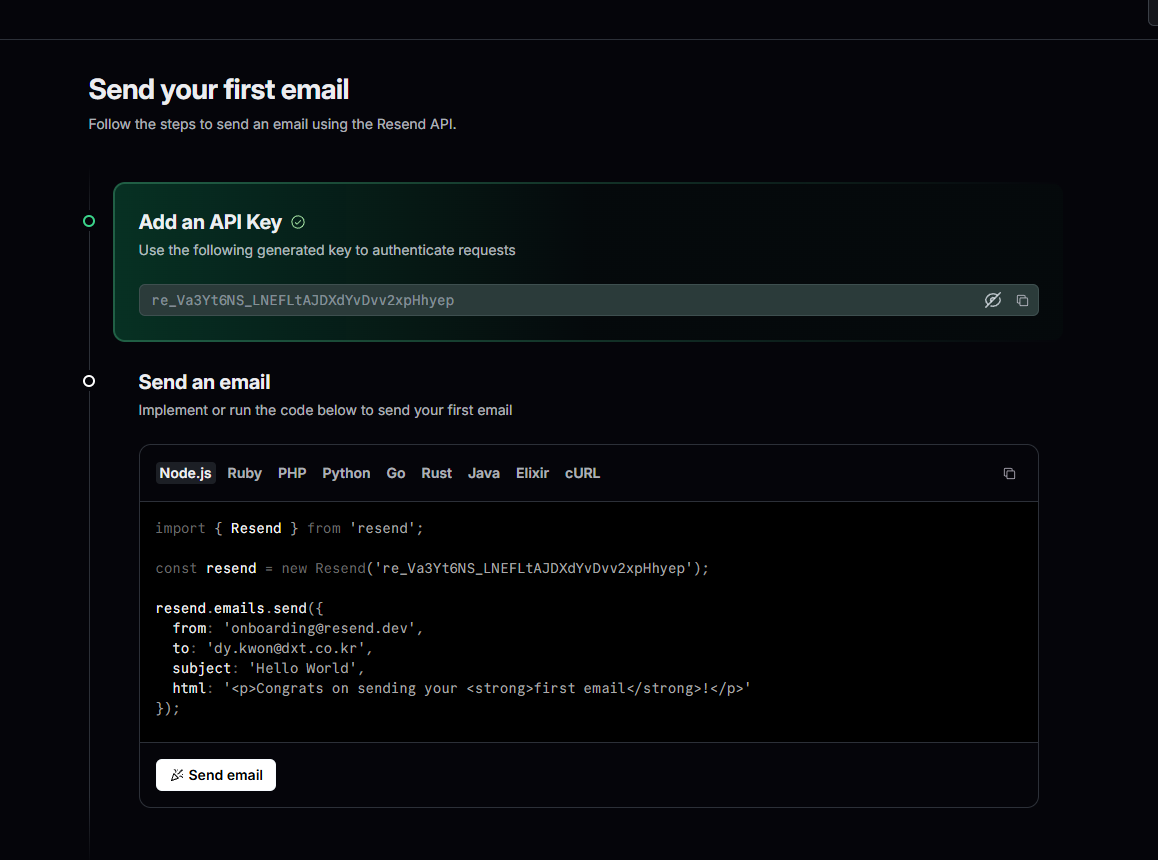 Send your first email
Follow the steps to send an email using the Resend API.
Add an API Key
Use the following generated key to authenticate requests
re_Va3Yt6NS_LNEFLtAJDXdYvDvv2xpHhyep
Send an email
Implement or run the code below to send your first email
Node.js Ruby PHP Python Go Rust Java Elixir cURL
import { Resend } from 'resend';
const resend = new Resend('re_Va3Yt6NS_LNEFLtAJDXdYvDvv2xpHhyep');
resend.emails.send({
  from: 'onboarding@resend.dev',
  to: 'dy.kwon@dxt.co.kr',
  subject: 'Hello World',
  html: '<p>Congrats on sending your <strong>first email</strong>!</p>'
});
Send email